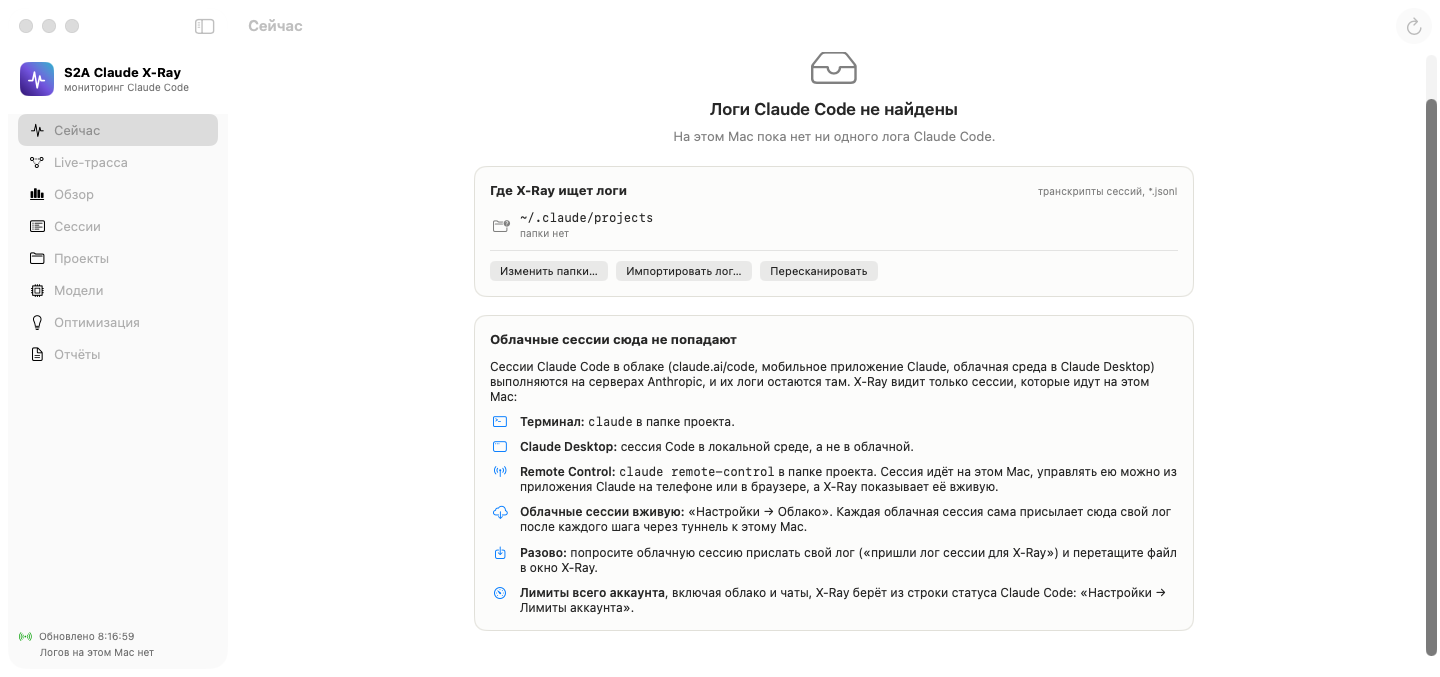 Сейчас
S2A Claude X-Ray
мониторинг Claude Code
Сейчас
Live-трасса
Обзор
Сессии
Проекты
Модели
Оптимизация
Отчёты
Обновлено 8:16:59
Логов на этом Mac нет
Логи Claude Code не найдены
На этом Mac пока нет ни одного лога Claude Code.
Где X-Ray ищет логи
транскрипты сессий, *.jsonl
~/.claude/projects
папки нет
Изменить папки...
Импортировать лог...
Пересканировать
Облачные сессии сюда не попадают
Сессии Claude Code в облаке (claude.ai/code, мобильное приложение Claude, облачная среда в Claude Desktop)
выполняются на серверах Anthropic, и их логи остаются там. X-Ray видит только сессии, которые идут на этом
Mac:
Терминал: claude в папке проекта.
Claude Desktop: сессия Code в локальной среде, а не в облачной.
Remote Control: claude remote-control в папке проекта. Сессия идёт на этом Mac, управлять ею можно из
приложения Claude на телефоне или в браузере, а X-Ray показывает её вживую.
Облачные сессии вживую: «Настройки → Облако». Каждая облачная сессия сама присылает сюда свой лог
после каждого шага через туннель к этому Mac.
Разово: попросите облачную сессию прислать свой лог («пришли лог сессии для X-Ray») и перетащите файл
в окно X-Ray.
Лимиты всего аккаунта, включая облако и чаты, X-Ray берёт из строки статуса Claude Code: «Настройки →
Лимиты аккаунта».